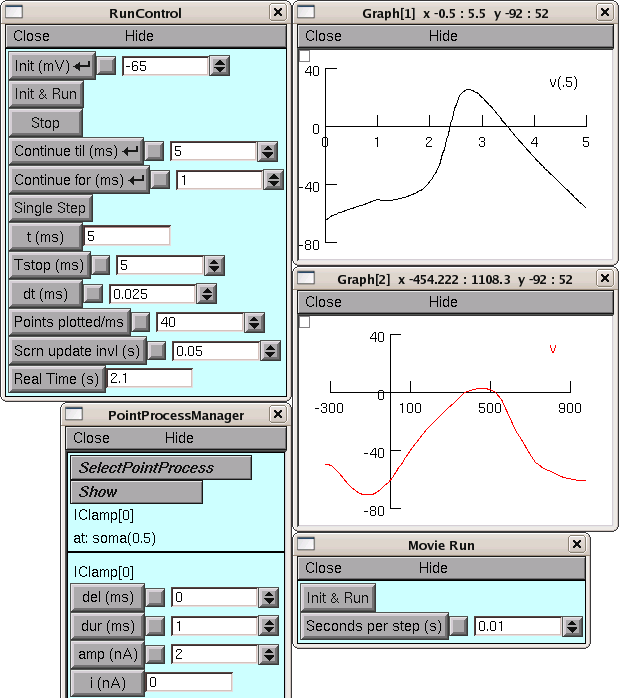 RunControl
Close Hide
Init (mV) -65
Init & Run
Stop
Continue til (ms) 5
Continue for (ms) 1
Single Step
t (ms) 5
Tstop (ms) 5
dt (ms) 0.025
Points plotted/ms 40
Scrn update invl (s) 0.05
Real Time (s) 2.1
Graph[1] x -0.5 : 5.5 y -92 : 52
Close Hide
40
v(.5)
0
0 1 2 3 4 5
-40
-80
Graph[2] x -454.222 : 1108.3 y -92 : 52
Close Hide
40
v
0
-300 100 500 900
-40
-80
PointProcessManager
Close Hide
SelectPointProcess
Show
IClamp[0]
at: soma(0.5)
IClamp[0]
del (ms) 0
dur (ms) 1
amp (nA) 2
i (nA) 0
Movie Run
Close Hide
Init & Run
Seconds per step (s) 0.01